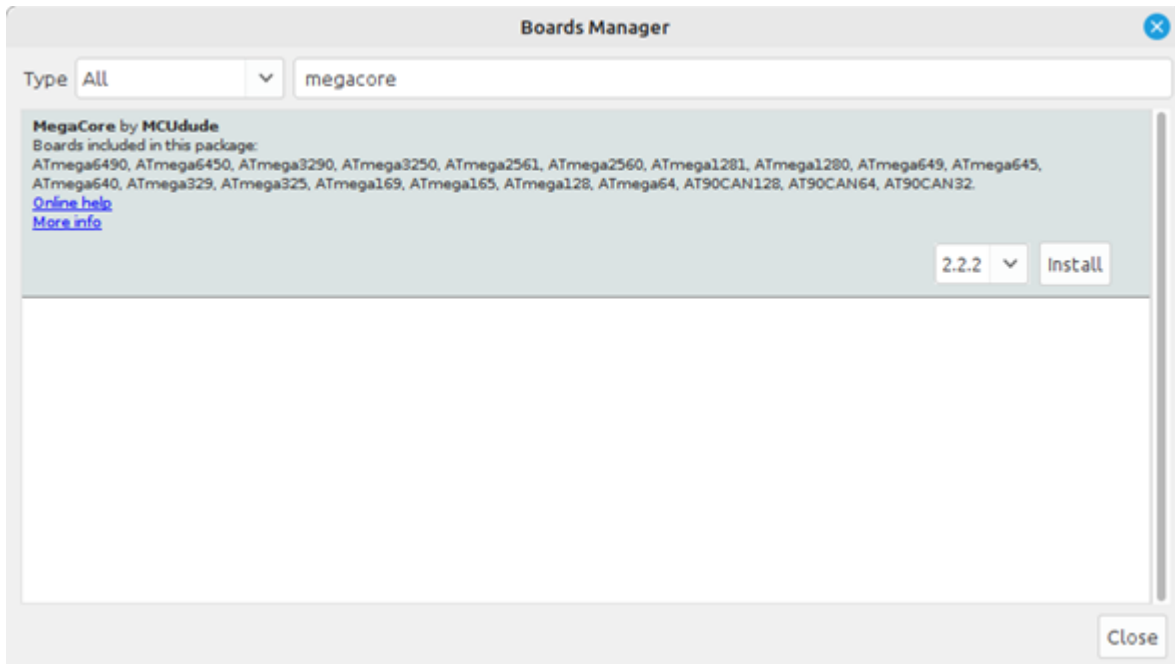 Boards Manager
Type All megacore
MegaCore by MCUdude
Boards included in this package:
ATmega6490, ATmega6450, ATmega3290, ATmega3250, ATmega2561, ATmega2560, ATmega1281, ATmega1280, ATmega649, ATmega645,
ATmega640, ATmega329, ATmega325, ATmega169, ATmega165, ATmega128, ATmega64, AT90CAN128, AT90CAN64, AT90CAN32.
Online help
More info
2.2.2 Install
Close